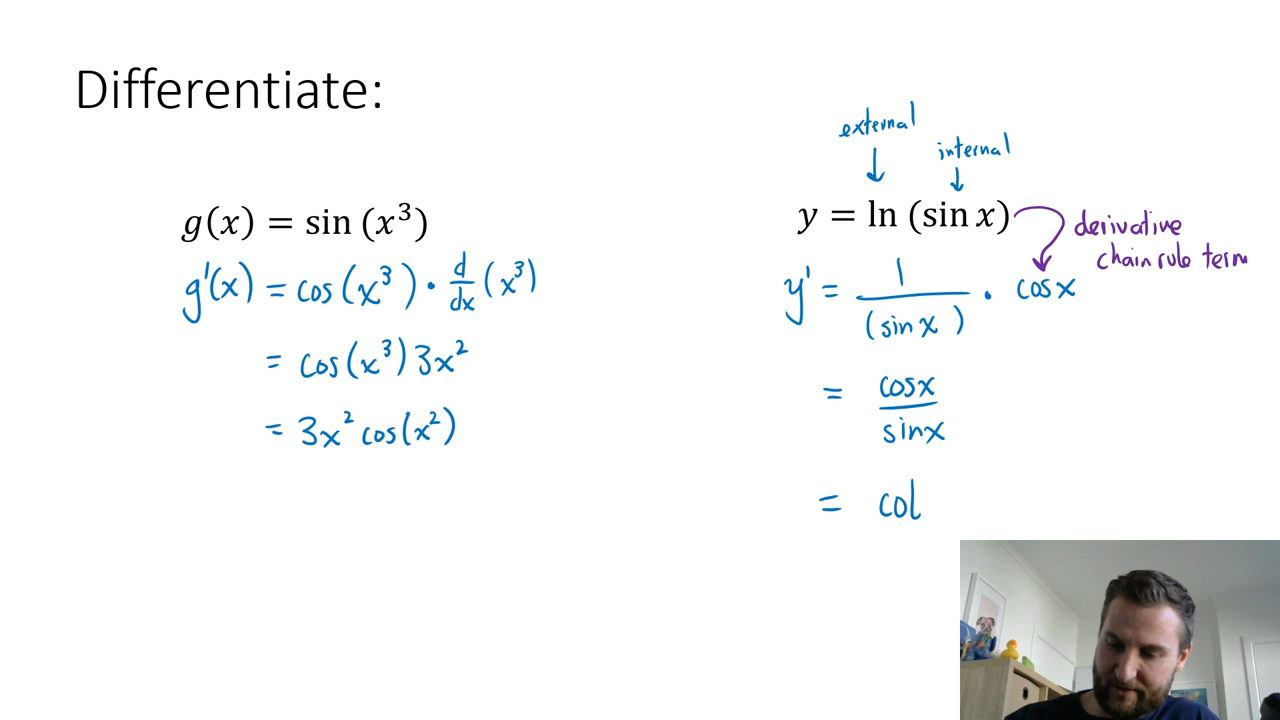 Differentiate:
g(x) = sin (x³)
g'(x) = cos(x³) · d/dx (x³)
= cos(x³) 3x²
= 3x² cos(x²)
external
internal
y = ln (sin x)
derivative
chain rule term
y' = 1/(sin x) · cos x
= cos x/sin x
= col